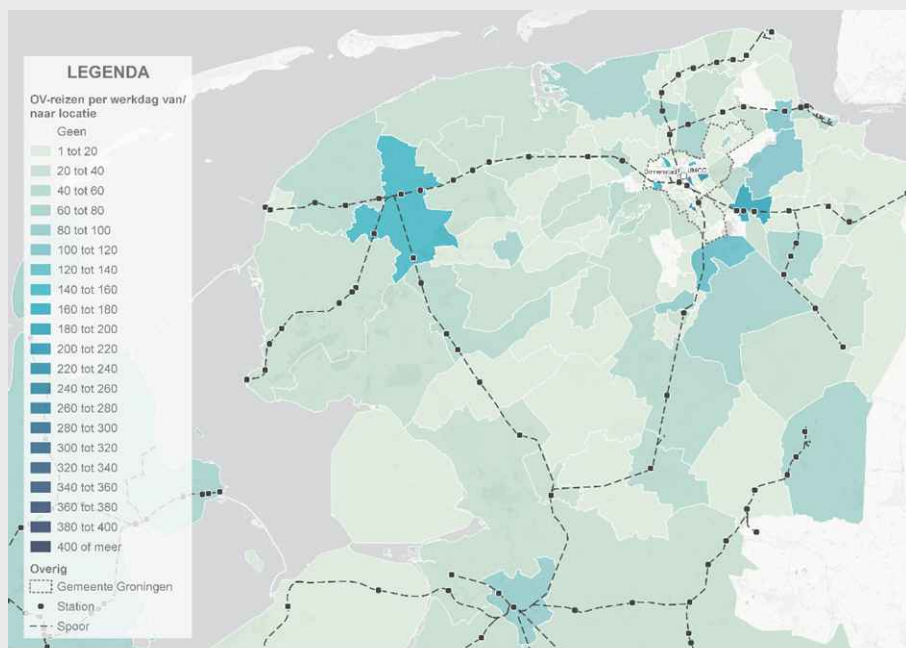 LEGENDA
OV-reizen per werkdag van/
naar locatie
Geen
1 tot 20
20 tot 40
40 tot 60
60 tot 80
80 tot 100
100 tot 120
120 tot 140
140 tot 160
160 tot 180
180 tot 200
200 tot 220
220 tot 240
240 tot 260
260 tot 280
280 tot 300
300 tot 320
320 tot 340
340 tot 360
360 tot 380
380 tot 400
400 of meer
Overig
Gemeente Groningen
Station
Spoor
Binnenstad
UMCG